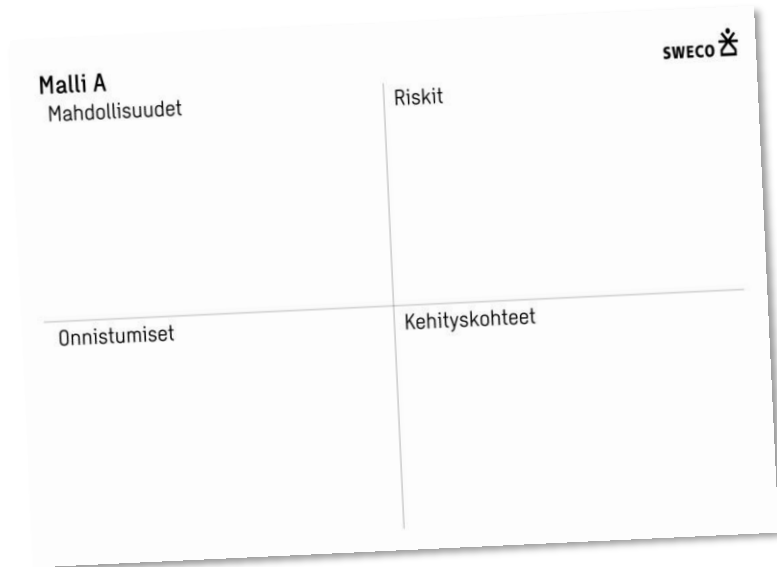 SWECO
Malli A
Mahdollisuudet
Riskit
Onnistumiset
Kehityskohteet